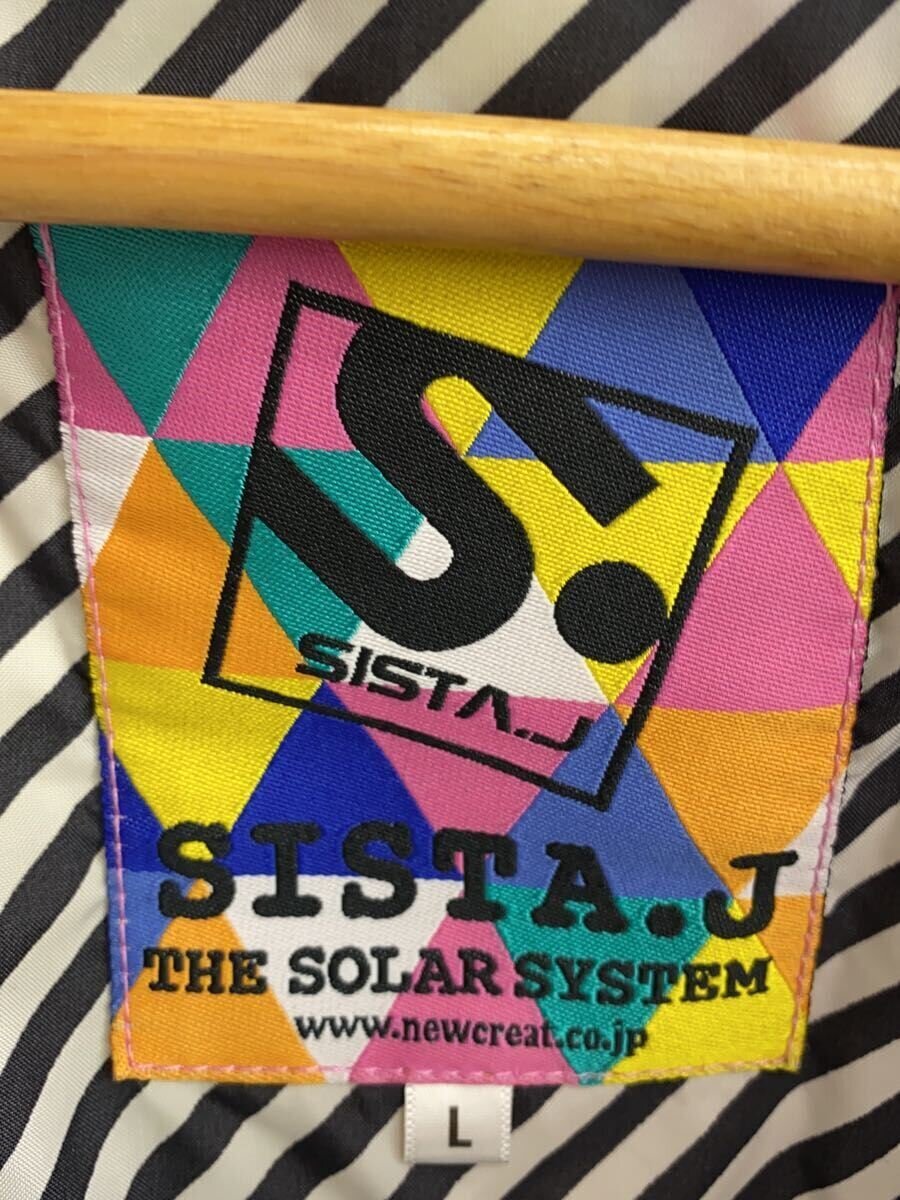 S.
SISTA.J
SISTA.J
THE SOLAR SYSTEM
www.newcreat.co.jp
L